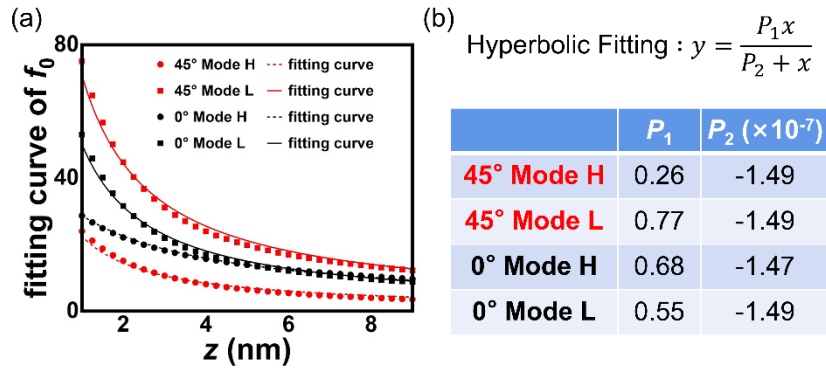 (a)
fitting curve of f₀
80
40
0
45° Mode H
fitting curve
45° Mode L
fitting curve
0° Mode H
fitting curve
0° Mode L
fitting curve
2
4
6
8
z (nm)
(b)
Hyperbolic Fitting : y = P₁x / P₂ + x
P₁ P₂ (×10⁻⁷)
45° Mode H 0.26 -1.49
45° Mode L 0.77 -1.49
0° Mode H 0.68 -1.47
0° Mode L 0.55 -1.49